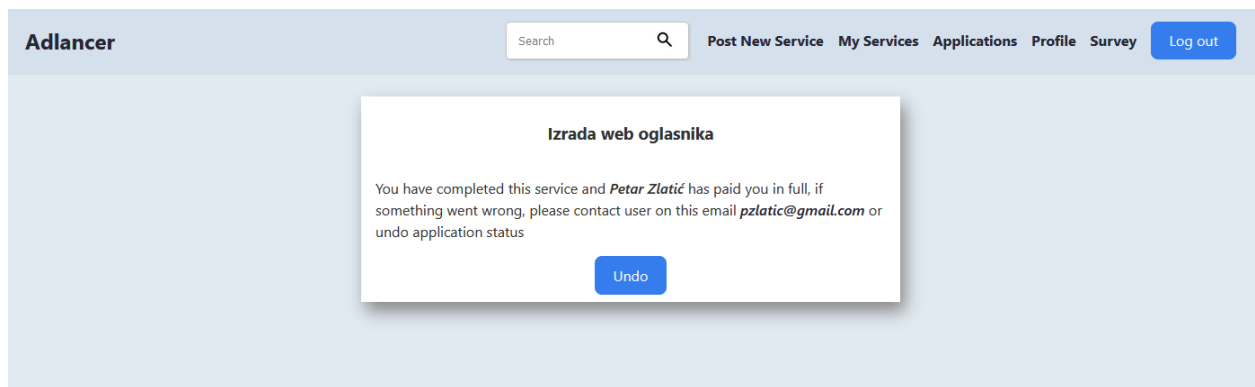 Adlancer
Search
Post New Service My Services Applications Profile Survey Log out
Izrada web oglasnika
You have completed this service and Petar Zlatić has paid you in full, if
something went wrong, please contact user on this email pzlatic@gmail.com or
undo application status
Undo